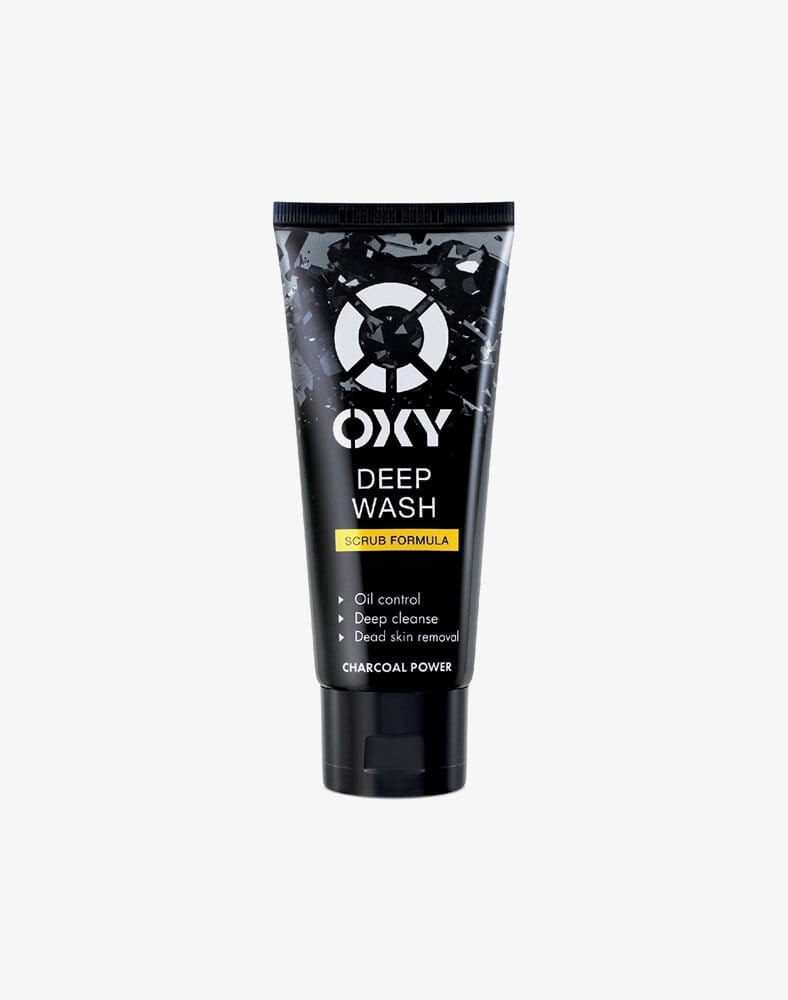 OXY
DEEP
WASH
SCRUB FORMULA
Oil control
Deep cleanse
Dead skin removal
CHARCOAL POWER